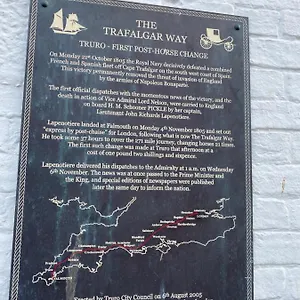 THE
TRAFALGAR WAY
TRURO - FIRST POST-HORSE CHANGE
On Monday 21st October 1805 the Royal Navy decisively defeated a combined
French and Spanish fleet off Cape Trafalgar on the south west coast of Spain.
This victory permanently removed the threat of invasion of England
by the armies of Napoleon Bonaparte.
The first official dispatches with the momentous news of the victory, and the
death in action of Vice Admiral Lord Nelson, were carried to England
on board H. M. Schooner PICKLE by her captain,
Lieutenant John Richards Lapenotiere.
Lapenotiere landed at Falmouth on Monday 4th November 1805 and set out
"express by post-chaise" for London, following what is now The Trafalgar Way.
He took some 37 hours to cover the 271 mile journey, changing horses 21 times.
The first such change was made at Truro that afternoon at a
cost of one pound two shillings and sixpence.
Lapenotiere delivered his dispatches to the Admiralty at 1 a.m. on Wednesday
6th November. The news was at once passed to the Prime Minister and
the King, and special editions of newspapers were published
later the same day to inform the nation.
FALMOUTH
Erected by Truro City Council on 6th August 2005